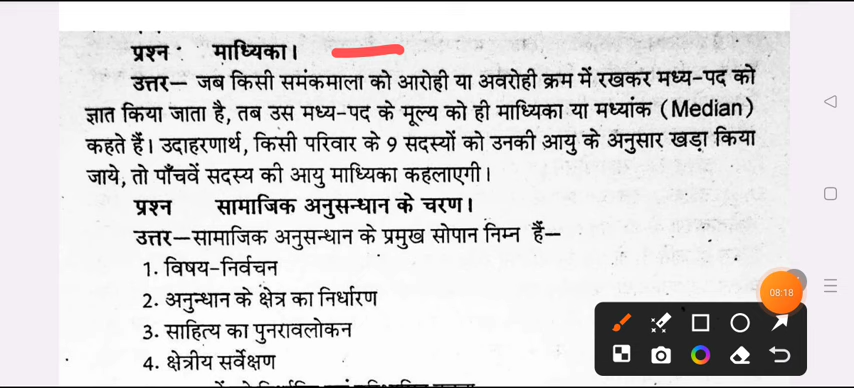 प्रश्न : माध्यिका।
उत्तर— जब किसी समंकमाला को आरोही या अवरोही क्रम में रखकर मध्य-पद को
ज्ञात किया जाता है, तब उस मध्य-पद के मूल्य को ही माध्यिका या मध्यांक (Median)
कहते हैं। उदाहरणार्थ, किसी परिवार के 9 सदस्यों को उनकी आयु के अनुसार खड़ा किया
जाये, तो पाँचवें सदस्य की आयु माध्यिका कहलाएगी।
प्रश्न सामाजिक अनुसन्धान के चरण।
उत्तर—सामाजिक अनुसन्धान के प्रमुख सोपान निम्न हैं—
1. विषय-निर्वचन
2. अनुन्धान के क्षेत्र का निर्धारण
3. साहित्य का पुनरावलोकन
4. क्षेत्रीय सर्वेक्षण
08:18